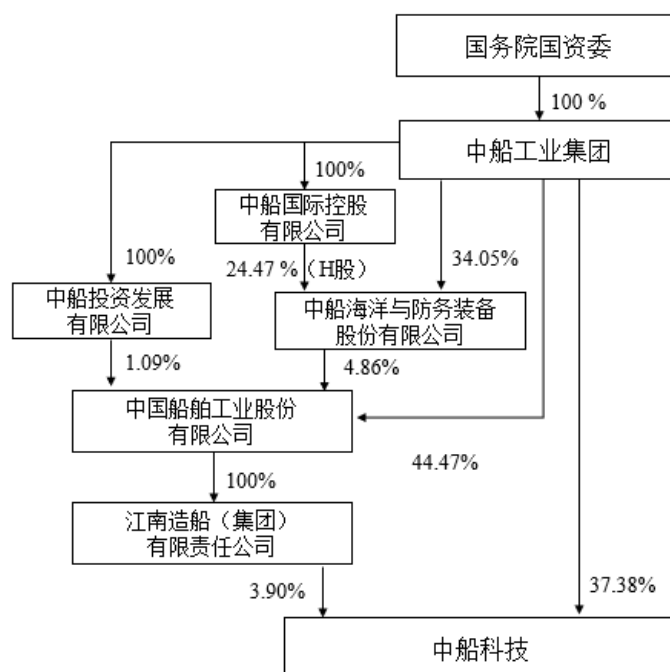 国务院国资委
100 %
中船工业集团
100%
中船国际控股
有限公司
100%
24.47 %（H股）
34.05%
中船投资发展
有限公司
中船海洋与防务装备
股份有限公司
1.09%
4.86%
中国船舶工业股份
有限公司
44.47%
100%
江南造船（集团）
有限责任公司
3.90%
37.38%
中船科技